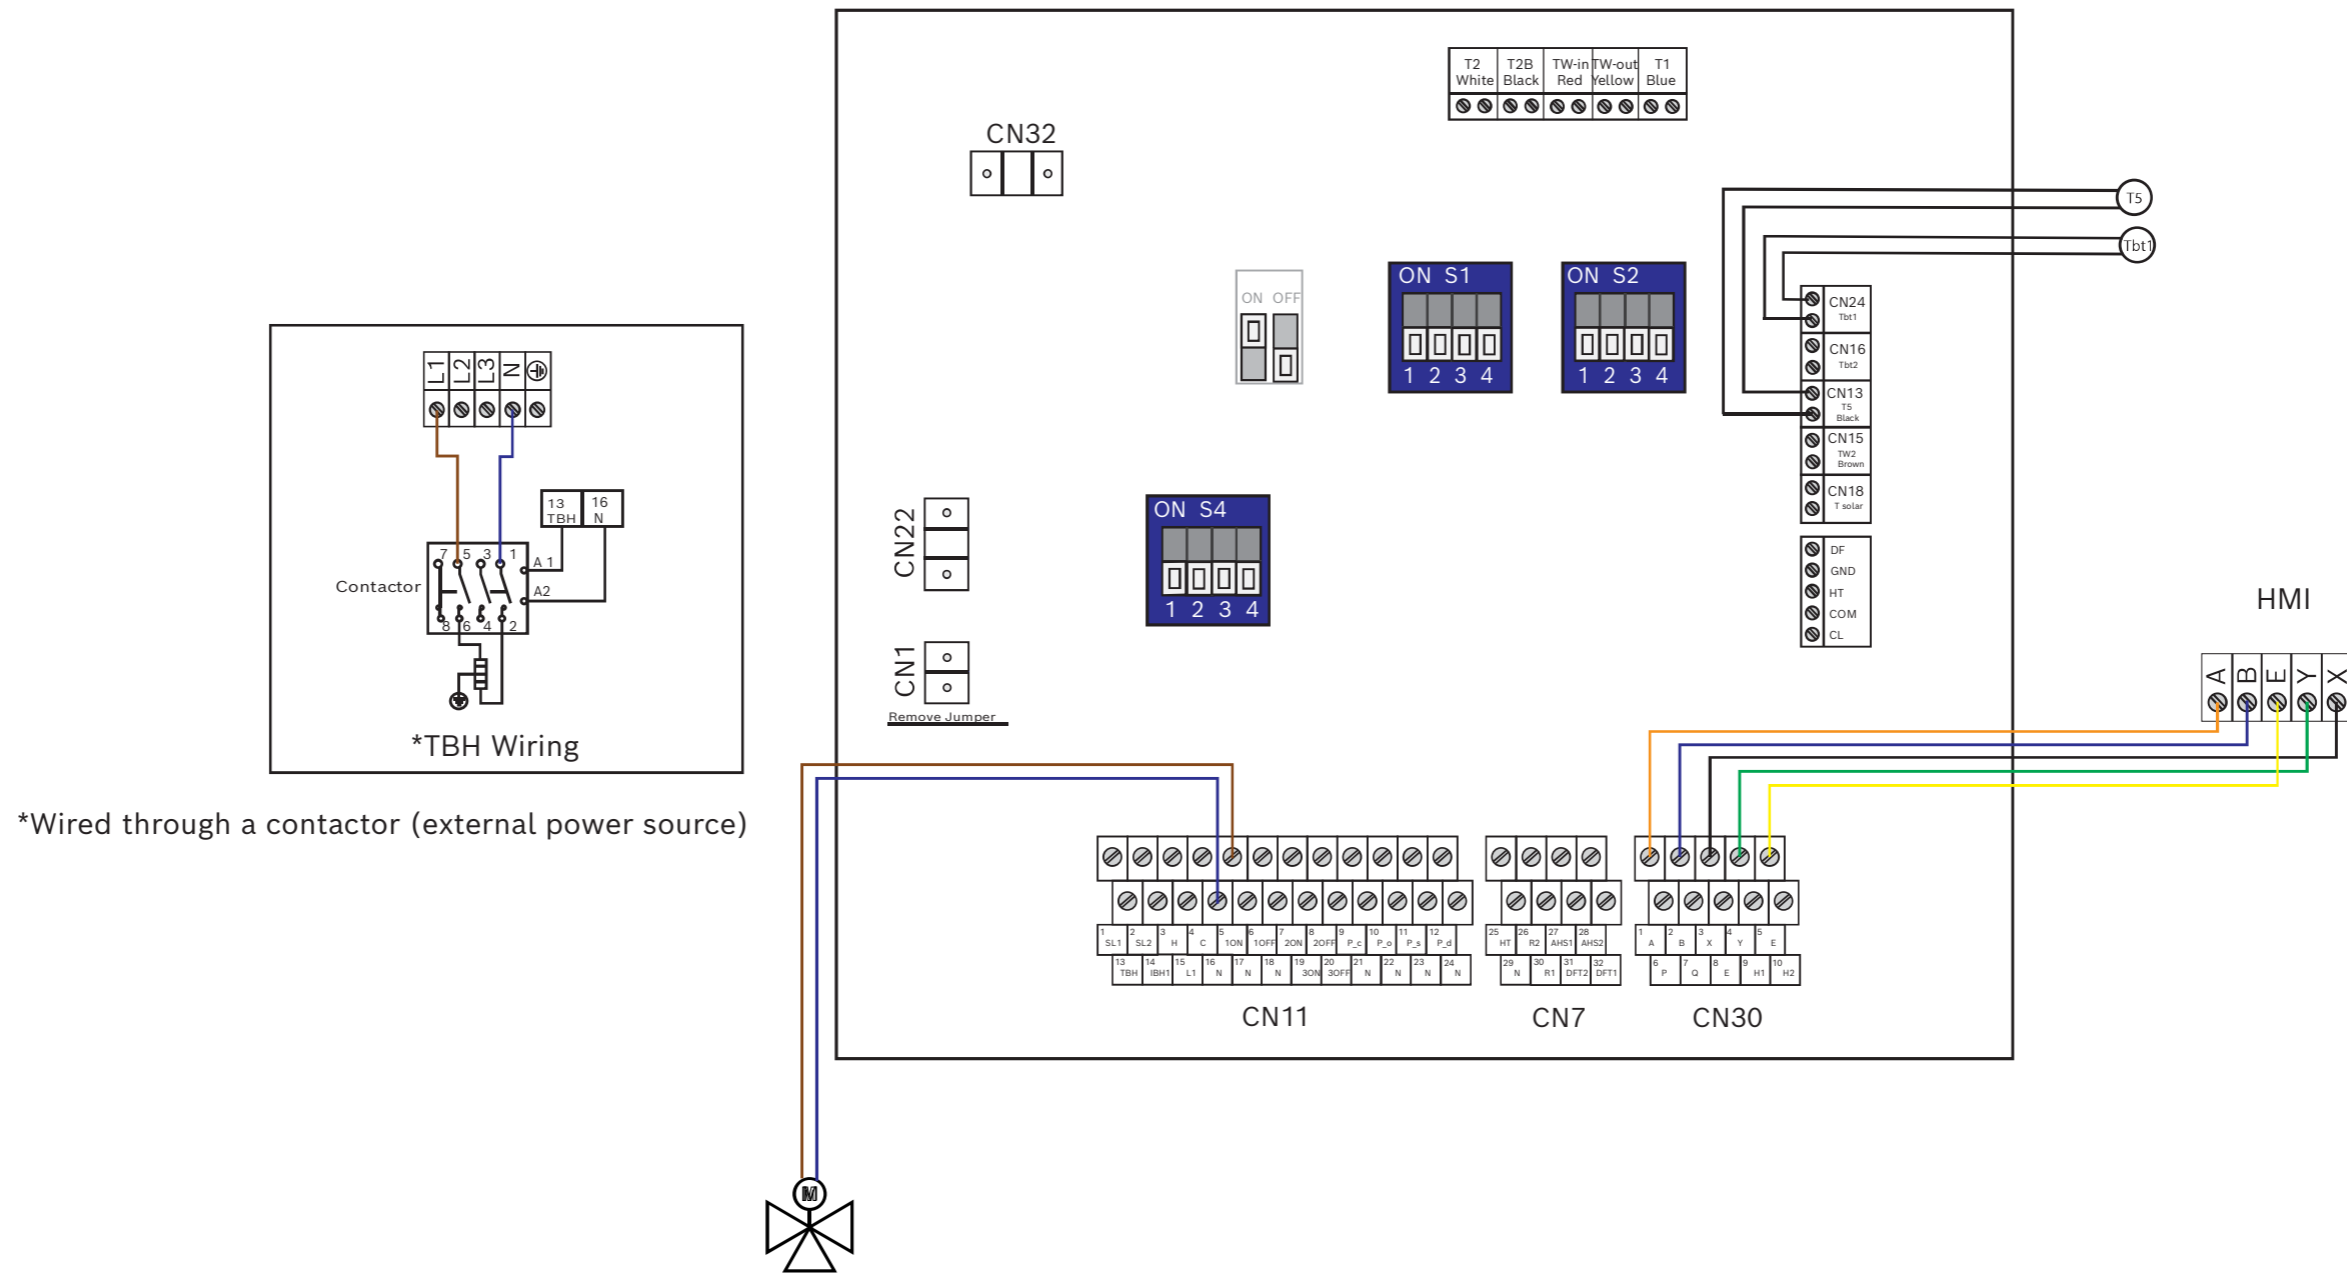 T2 T2B TW-in TW-out T1
White Black Red Yellow Blue
CN32
T5
Tbt1
ON OFF
ON S1
1 2 3 4
ON S2
1 2 3 4
CN24
Tbt1
CN16
Tbt2
CN13
T5
Black
CN15
TW2
Brown
CN18
T solar
DF
GND
HT
COM
CL
L1 L2 L3 N
13 16
TBH N
7 5 3 1
A 1
A2
Contactor
8 6 4 2
*TBH Wiring
*Wired through a contactor (external power source)
CN22
ON S4
1 2 3 4
CN1
Remove Jumper
HMI
A B E Y X
1 2 3 4 5 6 7 8 9 10 11 12
SL1 SL2 H C 1ON 1OFF 2ON 2OFF P_c P_o P_s P_d
13 14 15 16 17 18 19 20 21 22 23 24
TBH IBH1 L1 N N N 3ON 3OFF N N N N
CN11
25 26 27 28
HT R2 AHS1 AHS2
29 30 31 32
N R1 DFT2 DFT1
CN7
1 2 3 4 5
A B X Y E
6 7 8 9 10
P Q E H1 H2
CN30
M